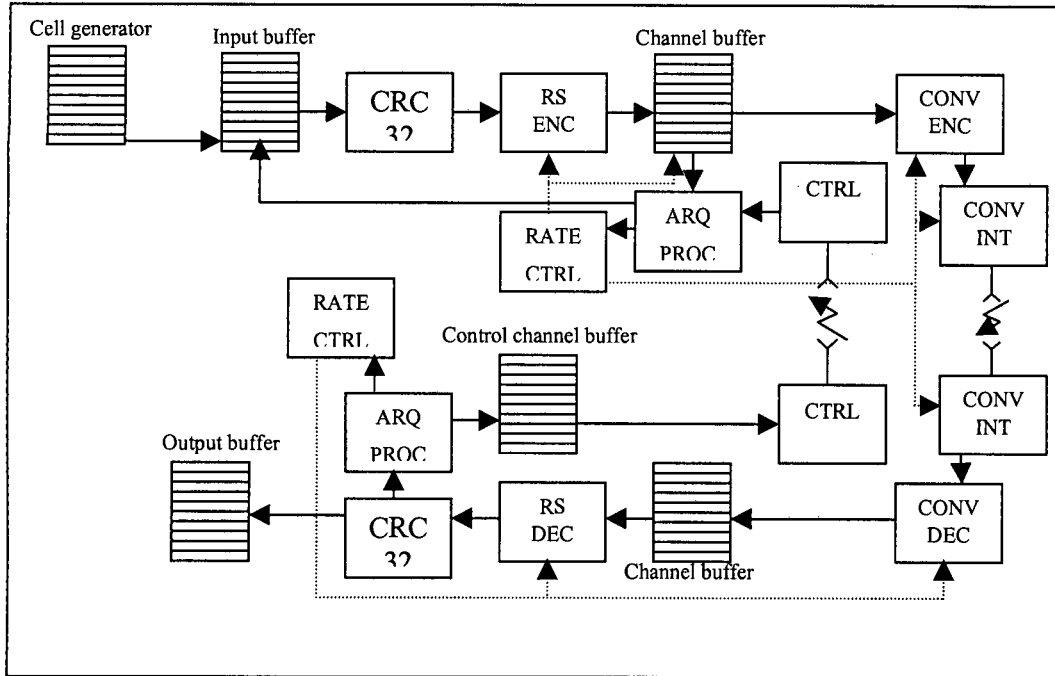 Cell generator
Input buffer
Channel buffer
CRC
32
RS
ENC
CONV
ENC
CTRL
ARQ
PROC
RATE
CTRL
CONV
INT
RATE
CTRL
Control channel buffer
ARQ
PROC
CTRL
CONV
INT
Output buffer
CRC
32
RS
DEC
Channel buffer
CONV
DEC